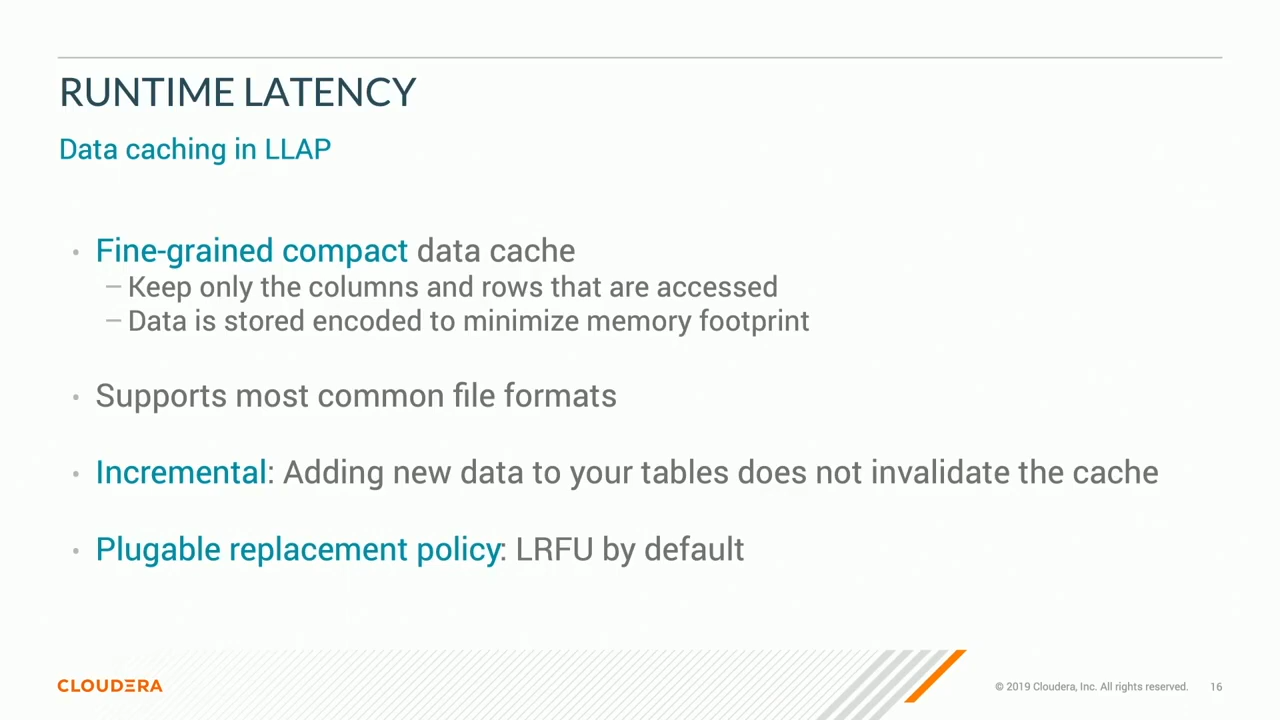 RUNTIME LATENCY
Data caching in LLAP
• Fine-grained compact data cache
– Keep only the columns and rows that are accessed
– Data is stored encoded to minimize memory footprint
• Supports most common file formats
• Incremental: Adding new data to your tables does not invalidate the cache
• Plugable replacement policy: LRFU by default
CLOUDERA
© 2019 Cloudera, Inc. All rights reserved. 16